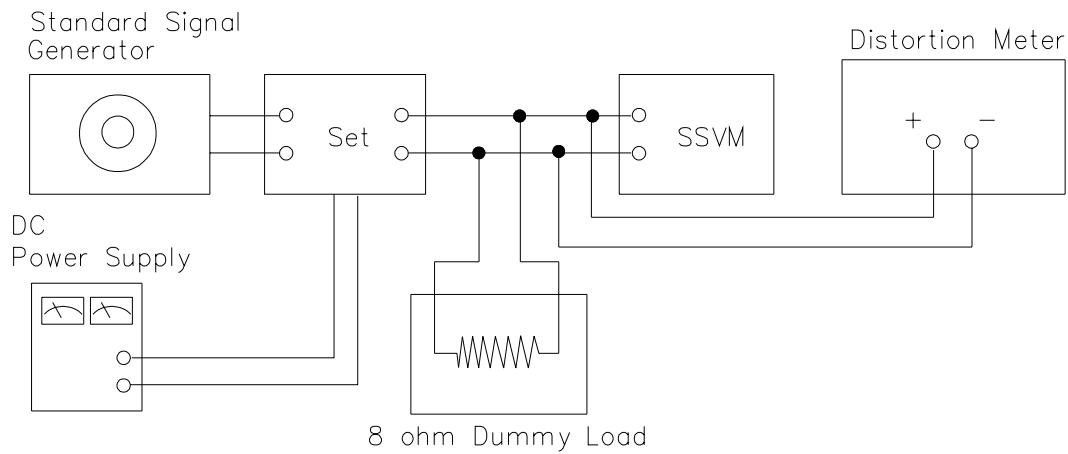 Standard Signal
Generator
Distortion Meter
Set
SSVM
+ −
DC
Power Supply
8 ohm Dummy Load